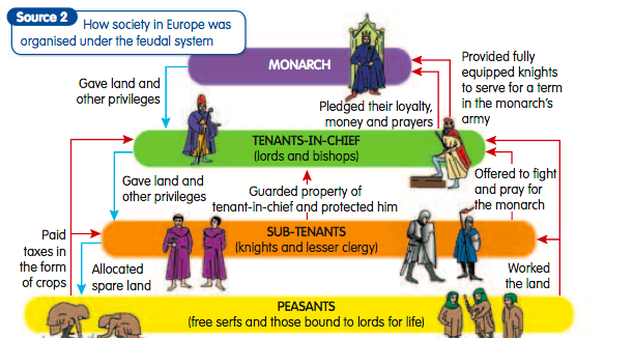 Source 2
How society in Europe was
organised under the feudal system
MONARCH
Gave land and
other privileges
Pledged their loyalty,
money and prayers
Provided fully
equipped knights
to serve for a term
in the monarch's
army
TENANTS-IN-CHIEF
(lords and bishops)
Gave land and
other privileges
Guarded property of
tenant-in-chief and protected him
Offered to fight
and pray for
the monarch
SUB-TENANTS
(knights and lesser clergy)
Paid
taxes in
the form
of crops
Allocated
spare land
Worked
the land
PEASANTS
(free serfs and those bound to lords for life)